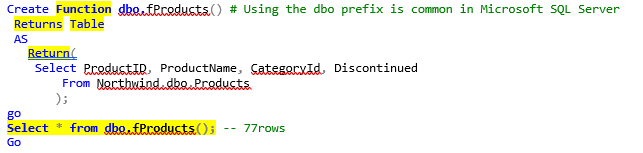 Create Function dbo.fProducts() # Using the dbo prefix is common in Microsoft SQL Server
Returns Table
AS
Return(
Select ProductID, ProductName, CategoryId, Discontinued
From Northwind.dbo.Products
);
go
Select * from dbo.fProducts(); -- 77rows
Go